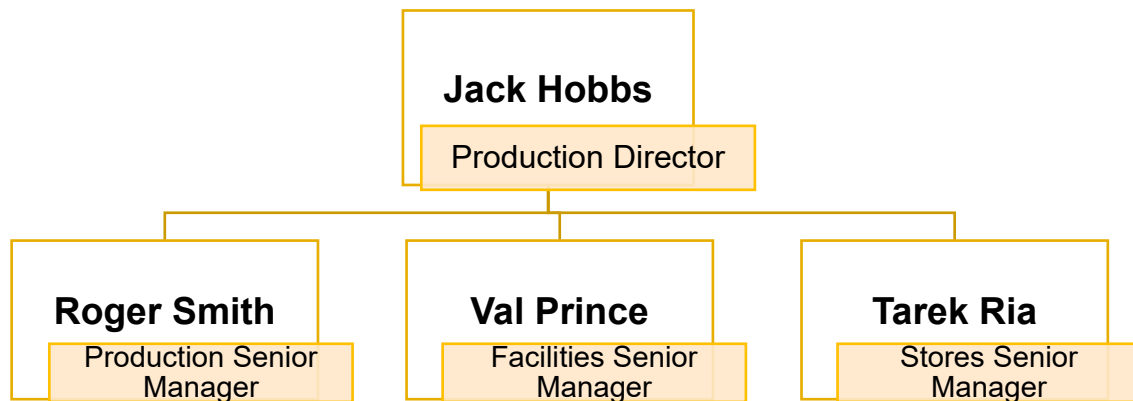 Jack Hobbs
Production Director
Roger Smith
Production Senior
Manager
Val Prince
Facilities Senior
Manager
Tarek Ria
Stores Senior
Manager